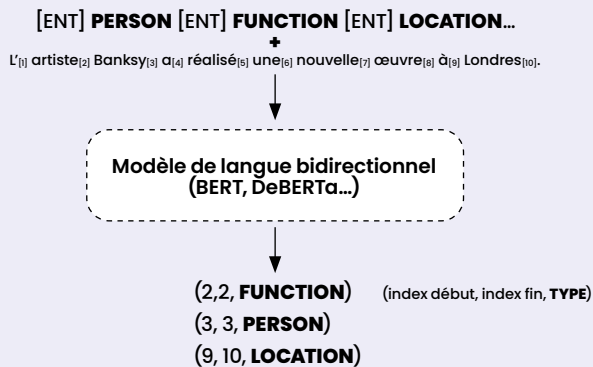 [ENT] PERSON [ENT] FUNCTION [ENT] LOCATION...
+
L'[1] artiste[2] Banksy[3] a[4] réalisé[5] une[6] nouvelle[7] œuvre[8] à[9] Londres[10].
Modèle de langue bidirectionnel
(BERT, DeBERTa...)
(2,2, FUNCTION) (index début, index fin, TYPE)
(3, 3, PERSON)
(9, 10, LOCATION)